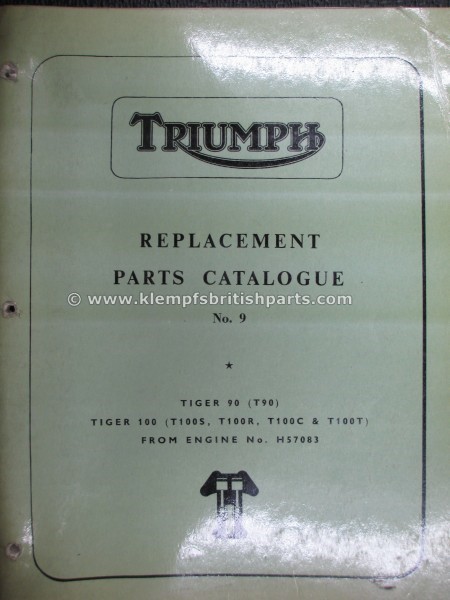 TRIUMPH
REPLACEMENT
PARTS CATALOGUE
© www.klempfsbritishparts.com
No. 9
★
TIGER 90 (T90)
TIGER 100 (T100S, T100R, T100C & T100T)
FROM ENGINE No. H57083